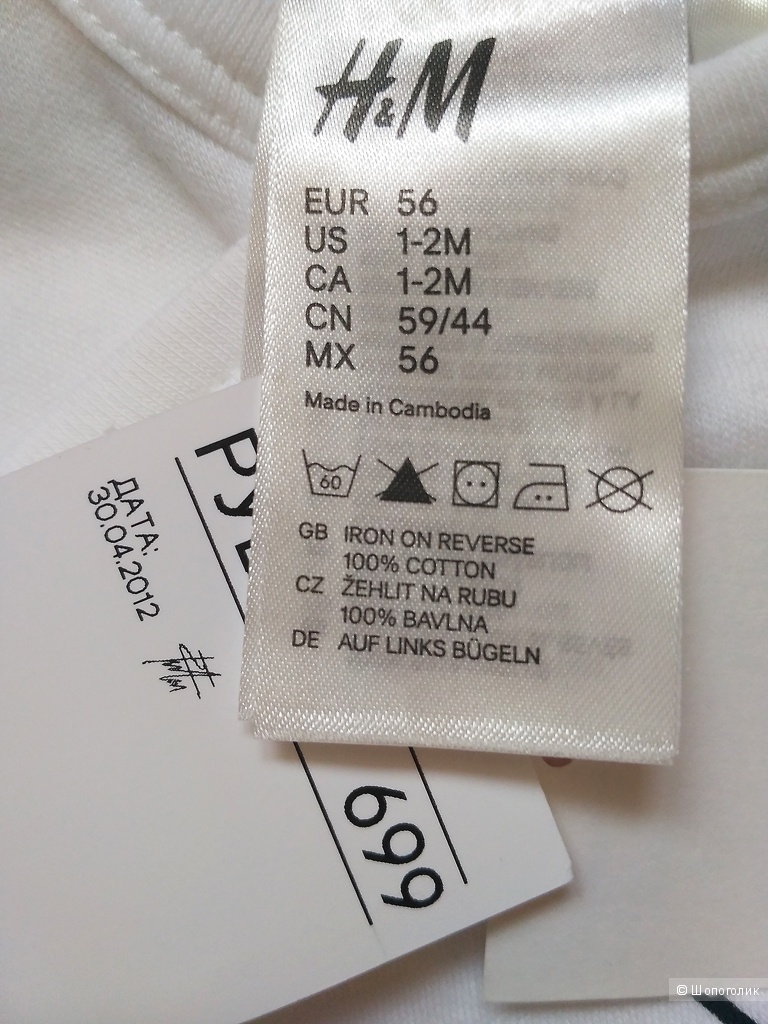 H&M
EUR 56
US 1-2M
CA 1-2M
CN 59/44
MX 56
Made in Cambodia
60
GB IRON ON REVERSE
100% COTTON
CZ ŽEHLIT NA RUBU
100% BAVLNA
DE AUF LINKS BÜGELN
ДАТА:
30.04.2012
699
© Шопоголик